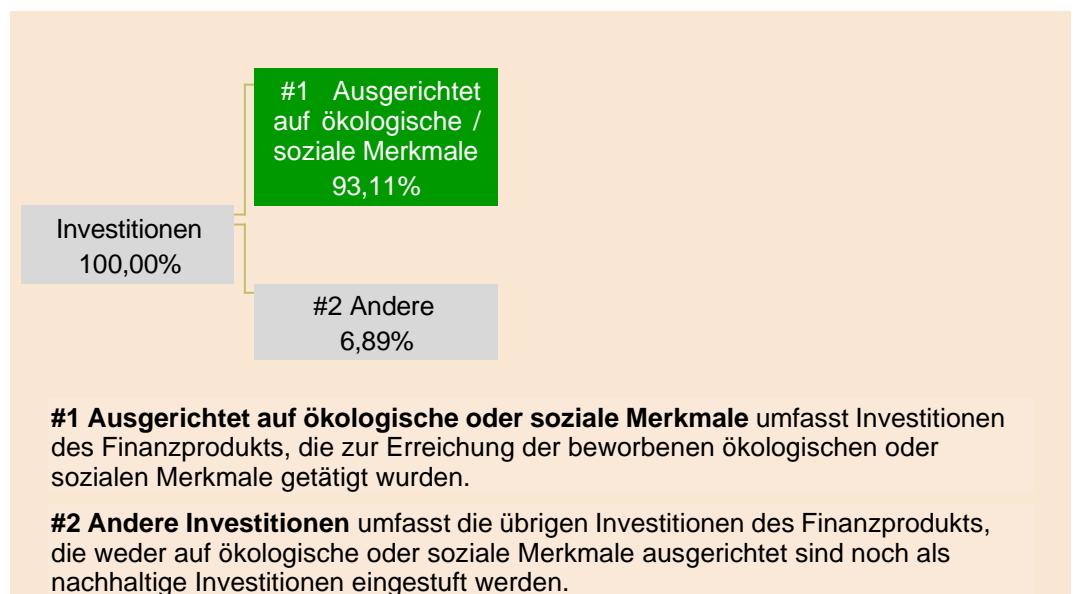 #1 Ausgerichtet
auf ökologische /
soziale Merkmale
93,11%
Investitionen
100,00%
#2 Andere
6,89%
#1 Ausgerichtet auf ökologische oder soziale Merkmale umfasst Investitionen
des Finanzprodukts, die zur Erreichung der beworbenen ökologischen oder
sozialen Merkmale getätigt wurden.
#2 Andere Investitionen umfasst die übrigen Investitionen des Finanzprodukts,
die weder auf ökologische oder soziale Merkmale ausgerichtet sind noch als
nachhaltige Investitionen eingestuft werden.